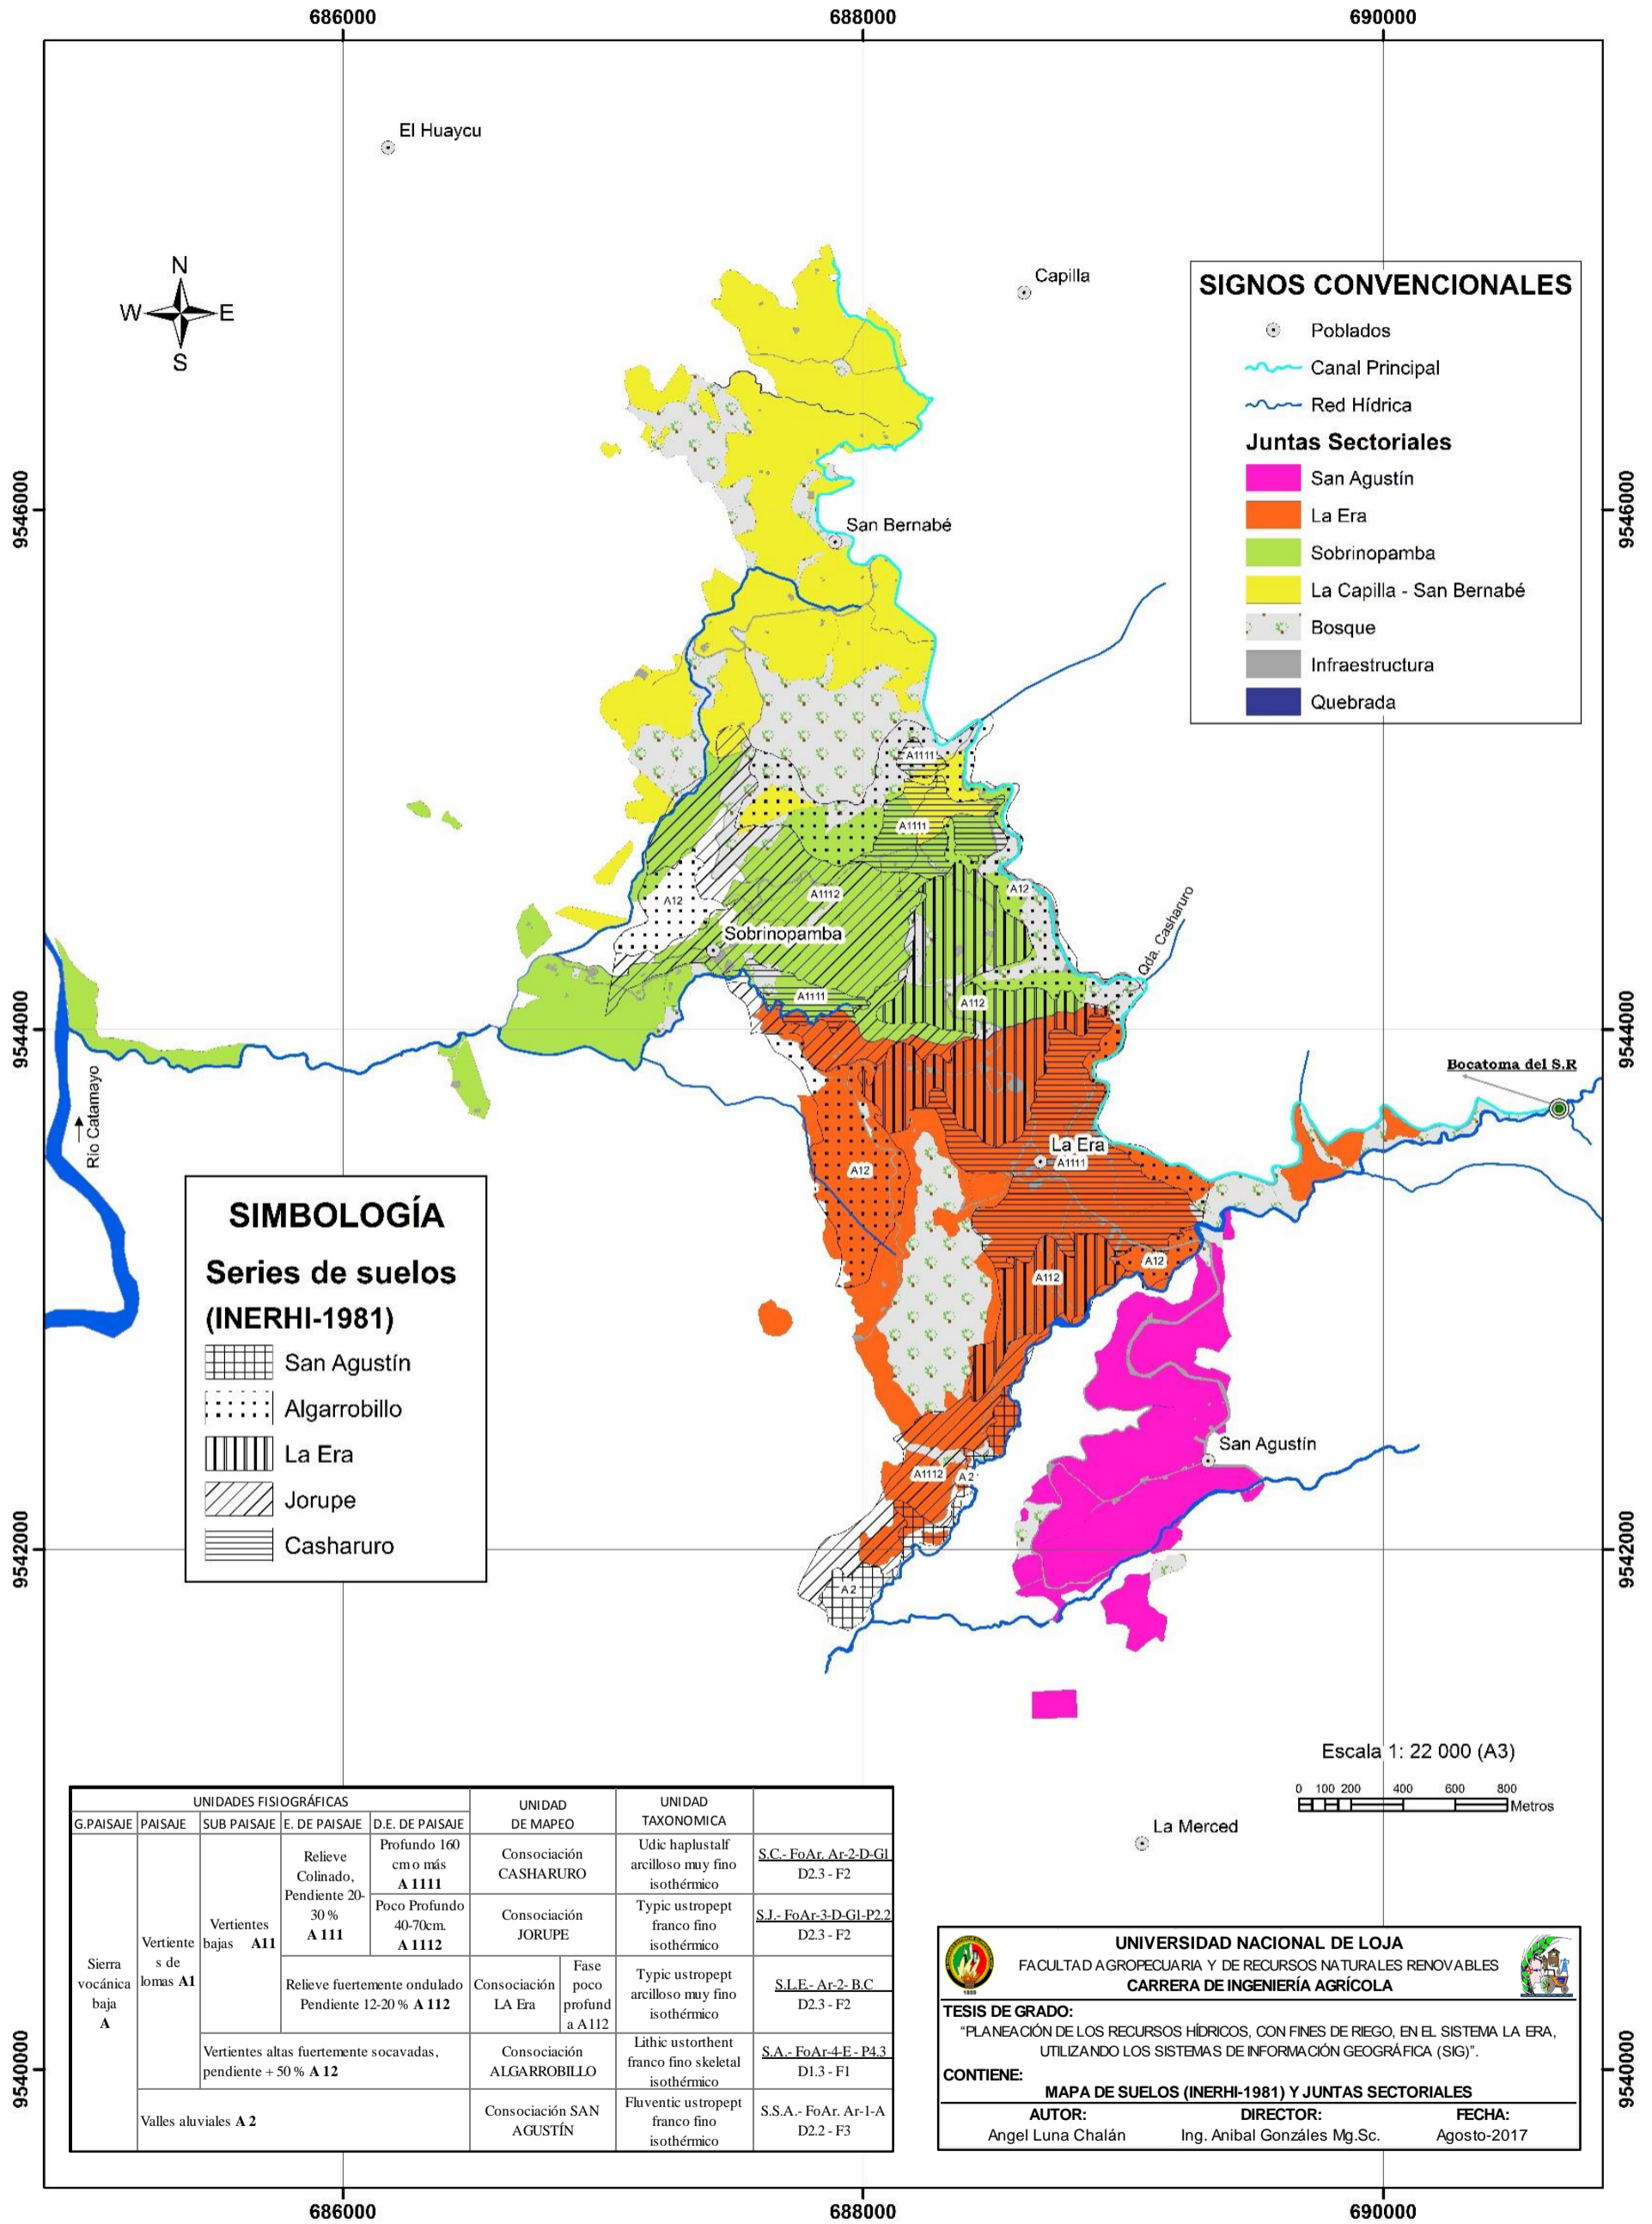 686000
688000
690000
El Huaycu
Capilla
N
W
E
S
SIGNOS CONVENCIONALES
Poblados
Canal Principal
Red Hídrica
Juntas Sectoriales
San Agustín
La Era
Sobrinopamba
La Capilla - San Bernabé
Bosque
Infraestructura
Quebrada
9546000
9546000
San Bernabé
A1111
A1111
A12
A1112
A12
Sobrinopamba
Qda. Casharuro
A1111
A112
9544000
9544000
Bocatoma del S.R
Río Catamayo
La Era
A1111
A12
A12
A112
SIMBOLOGÍA
Series de suelos
(INERHI-1981)
San Agustín
Algarrobillo
La Era
Jorupe
Casharuro
San Agustín
A1112
A 2
9542000
9542000
A 2
Escala 1: 22 000 (A3)
0 100 200 400 600 800
Metros
La Merced
UNIDADES FISIOGRÁFICAS
UNIDAD
DE MAPEO
UNIDAD
TAXONOMICA
G.PAISAJE
PAISAJE
SUB PAISAJE
E. DE PAISAJE
D.E. DE PAISAJE
Sierra
vocánica
baja
A
Vertiente
s de
lomas A1
Vertientes
bajas A11
Relieve
Colinado,
Pendiente 20-
30 %
A 111
Profundo 160
cm o más
A 1111
Consociación
CASHARURO
Udic haplustalf
arcilloso muy fino
isothérmico
S.C.- FoAr. Ar-2-D-Gl
D2.3 - F2
Poco Profundo
40-70cm.
A 1112
Consociación
JORUPE
Typic ustropept
franco fino
isothérmico
S.J.- FoAr-3-D-Gl-P2.2
D2.3 - F2
Relieve fuertemente ondulado
Pendiente 12-20 % A 112
Consociación
LA Era
Fase
poco
profund
a A112
Typic ustropept
arcilloso muy fino
isothérmico
S.L.E.- Ar-2- B.C
D2.3 - F2
Vertientes altas fuertemente socavadas,
pendiente + 50 % A 12
Consociación
ALGARROBILLO
Lithic ustorthent
franco fino skeletal
isothérmico
S.A.- FoAr-4-E - P4.3
D1.3 - F1
Valles aluviales A 2
Consociación SAN
AGUSTÍN
Fluventic ustropept
franco fino
isothérmico
S.S.A.- FoAr. Ar-1-A
D2.2 - F3
UNIVERSIDAD NACIONAL DE LOJA
FACULTAD AGROPECUARIA Y DE RECURSOS NATURALES RENOVABLES
CARRERA DE INGENIERÍA AGRÍCOLA
TESIS DE GRADO:
"PLANEACIÓN DE LOS RECURSOS HÍDRICOS, CON FINES DE RIEGO, EN EL SISTEMA LA ERA,
UTILIZANDO LOS SISTEMAS DE INFORMACIÓN GEOGRÁFICA (SIG)".
CONTIENE:
MAPA DE SUELOS (INERHI-1981) Y JUNTAS SECTORIALES
AUTOR:
DIRECTOR:
FECHA:
Angel Luna Chalán
Ing. Anibal Gonzáles Mg.Sc.
Agosto-2017
9540000
9540000
686000
688000
690000